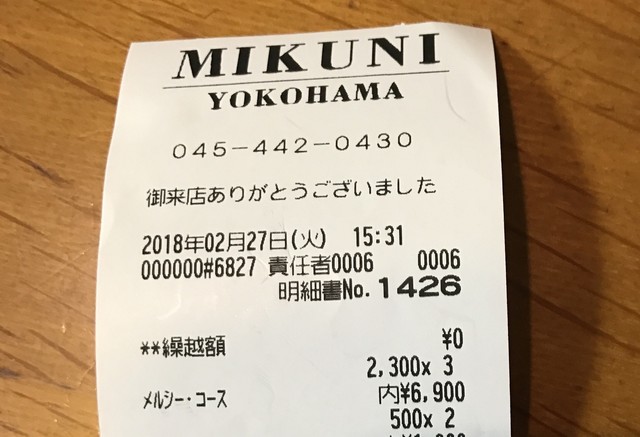 MIKUNI
YOKOHAMA
045-442-0430
御来店ありがとうございました
2018年02月27日(火) 15:31
000000#6827 責任者0006 0006
明細書No. 1426
**繰越額 ¥0
2,300x 3
メルシー・コース 内¥6,900
500x 2